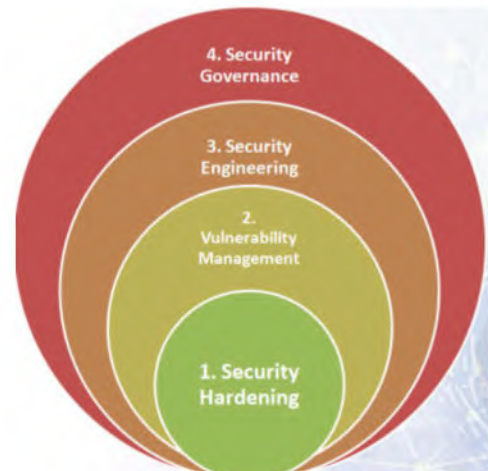 4. Security
Governance
3. Security
Engineering
2.
Vulnerability
Management
1. Security
Hardening